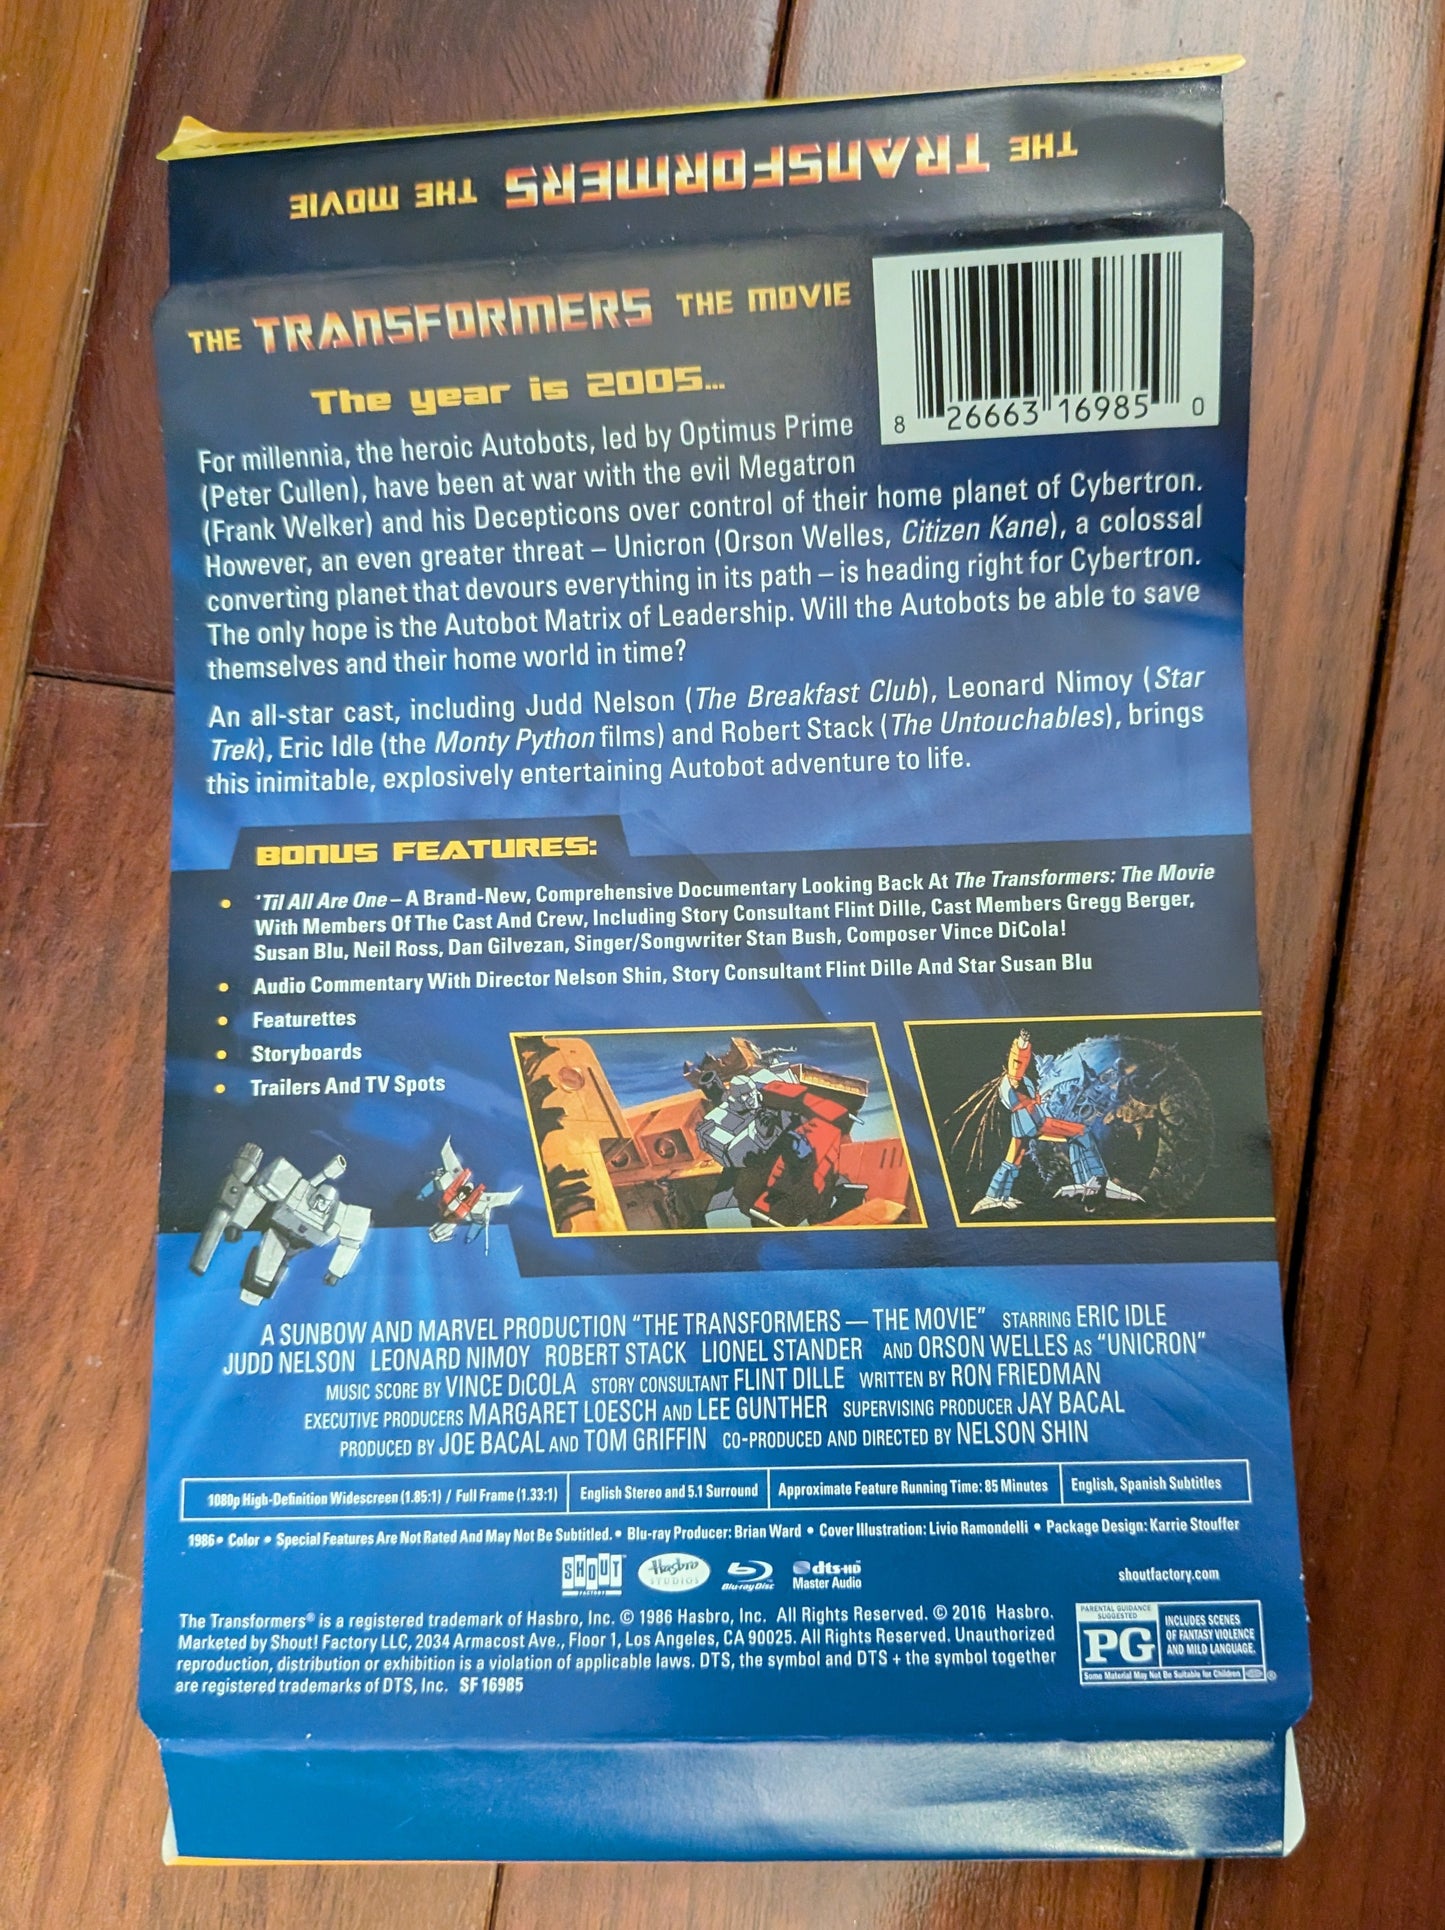 THE TRANSFORMERS THE MOVIE
THE TRANSFORMERS THE MOVIE
8 26663 16985 0
The year is 2005...
For millennia, the heroic Autobots, led by Optimus Prime
(Peter Cullen), have been at war with the evil Megatron
(Frank Welker) and his Decepticons over control of their home planet of Cybertron.
However, an even greater threat – Unicron (Orson Welles, Citizen Kane), a colossal
converting planet that devours everything in its path – is heading right for Cybertron.
The only hope is the Autobot Matrix of Leadership. Will the Autobots be able to save
themselves and their home world in time?
An all-star cast, including Judd Nelson (The Breakfast Club), Leonard Nimoy (Star
Trek), Eric Idle (the Monty Python films) and Robert Stack (The Untouchables), brings
this inimitable, explosively entertaining Autobot adventure to life.
BONUS FEATURES:
• 'Til All Are One – A Brand-New, Comprehensive Documentary Looking Back At The Transformers: The Movie
With Members Of The Cast And Crew, Including Story Consultant Flint Dille, Cast Members Gregg Berger,
Susan Blu, Neil Ross, Dan Gilvezan, Singer/Songwriter Stan Bush, Composer Vince DiCola!
• Audio Commentary With Director Nelson Shin, Story Consultant Flint Dille And Star Susan Blu
• Featurettes
• Storyboards
• Trailers And TV Spots
A SUNBOW AND MARVEL PRODUCTION "THE TRANSFORMERS — THE MOVIE" STARRING ERIC IDLE
JUDD NELSON LEONARD NIMOY ROBERT STACK LIONEL STANDER AND ORSON WELLES AS "UNICRON"
MUSIC SCORE BY VINCE DiCOLA STORY CONSULTANT FLINT DILLE WRITTEN BY RON FRIEDMAN
EXECUTIVE PRODUCERS MARGARET LOESCH AND LEE GUNTHER SUPERVISING PRODUCER JAY BACAL
PRODUCED BY JOE BACAL AND TOM GRIFFIN CO-PRODUCED AND DIRECTED BY NELSON SHIN
1080p High-Definition Widescreen (1.85:1) / Full Frame (1.33:1) English Stereo and 5.1 Surround Approximate Feature Running Time: 85 Minutes English, Spanish Subtitles
1986 • Color • Special Features Are Not Rated And May Not Be Subtitled. • Blu-ray Producer: Brian Ward • Cover Illustration: Livio Ramondelli • Package Design: Karrie Stouffer
SHOUT! FACTORY Hasbro STUDIOS Blu-ray Disc dts-HD Master Audio
shoutfactory.com
The Transformers® is a registered trademark of Hasbro, Inc. © 1986 Hasbro, Inc. All Rights Reserved. © 2016 Hasbro.
Marketed by Shout! Factory LLC, 2034 Armacost Ave., Floor 1, Los Angeles, CA 90025. All Rights Reserved. Unauthorized
reproduction, distribution or exhibition is a violation of applicable laws. DTS, the symbol and DTS + the symbol together
are registered trademarks of DTS, Inc. SF 16985
PARENTAL GUIDANCE SUGGESTED
PG
INCLUDES SCENES
OF FANTASY VIOLENCE
AND MILD LANGUAGE.
Some Material May Not Be Suitable for Children ®